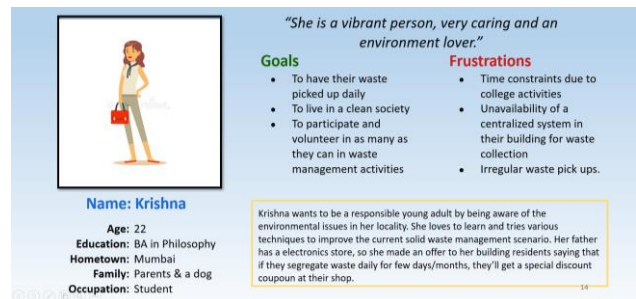 “She is a vibrant person, very caring and an
environment lover.”
Goals
• To have their waste
picked up daily
• To live in a clean society
• To participate and
volunteer in as many as
they can in waste
management activities
Frustrations
• Time constraints due to
college activities
• Unavailability of a
centralized system in
their building for waste
collection
• Irregular waste pick ups.
Name: Krishna
Age: 22
Education: BA in Philosophy
Hometown: Mumbai
Family: Parents & a dog
Occupation: Student
Krishna wants to be a responsible young adult by being aware of the
environmental issues in her locality. She loves to learn and tries various
techniques to improve the current solid waste management scenario. Her father
has a electronics store, so she made an offer to her building residents saying that
if they segregate waste daily for few days/months, they’ll get a special discount
coupoun at their shop.
14